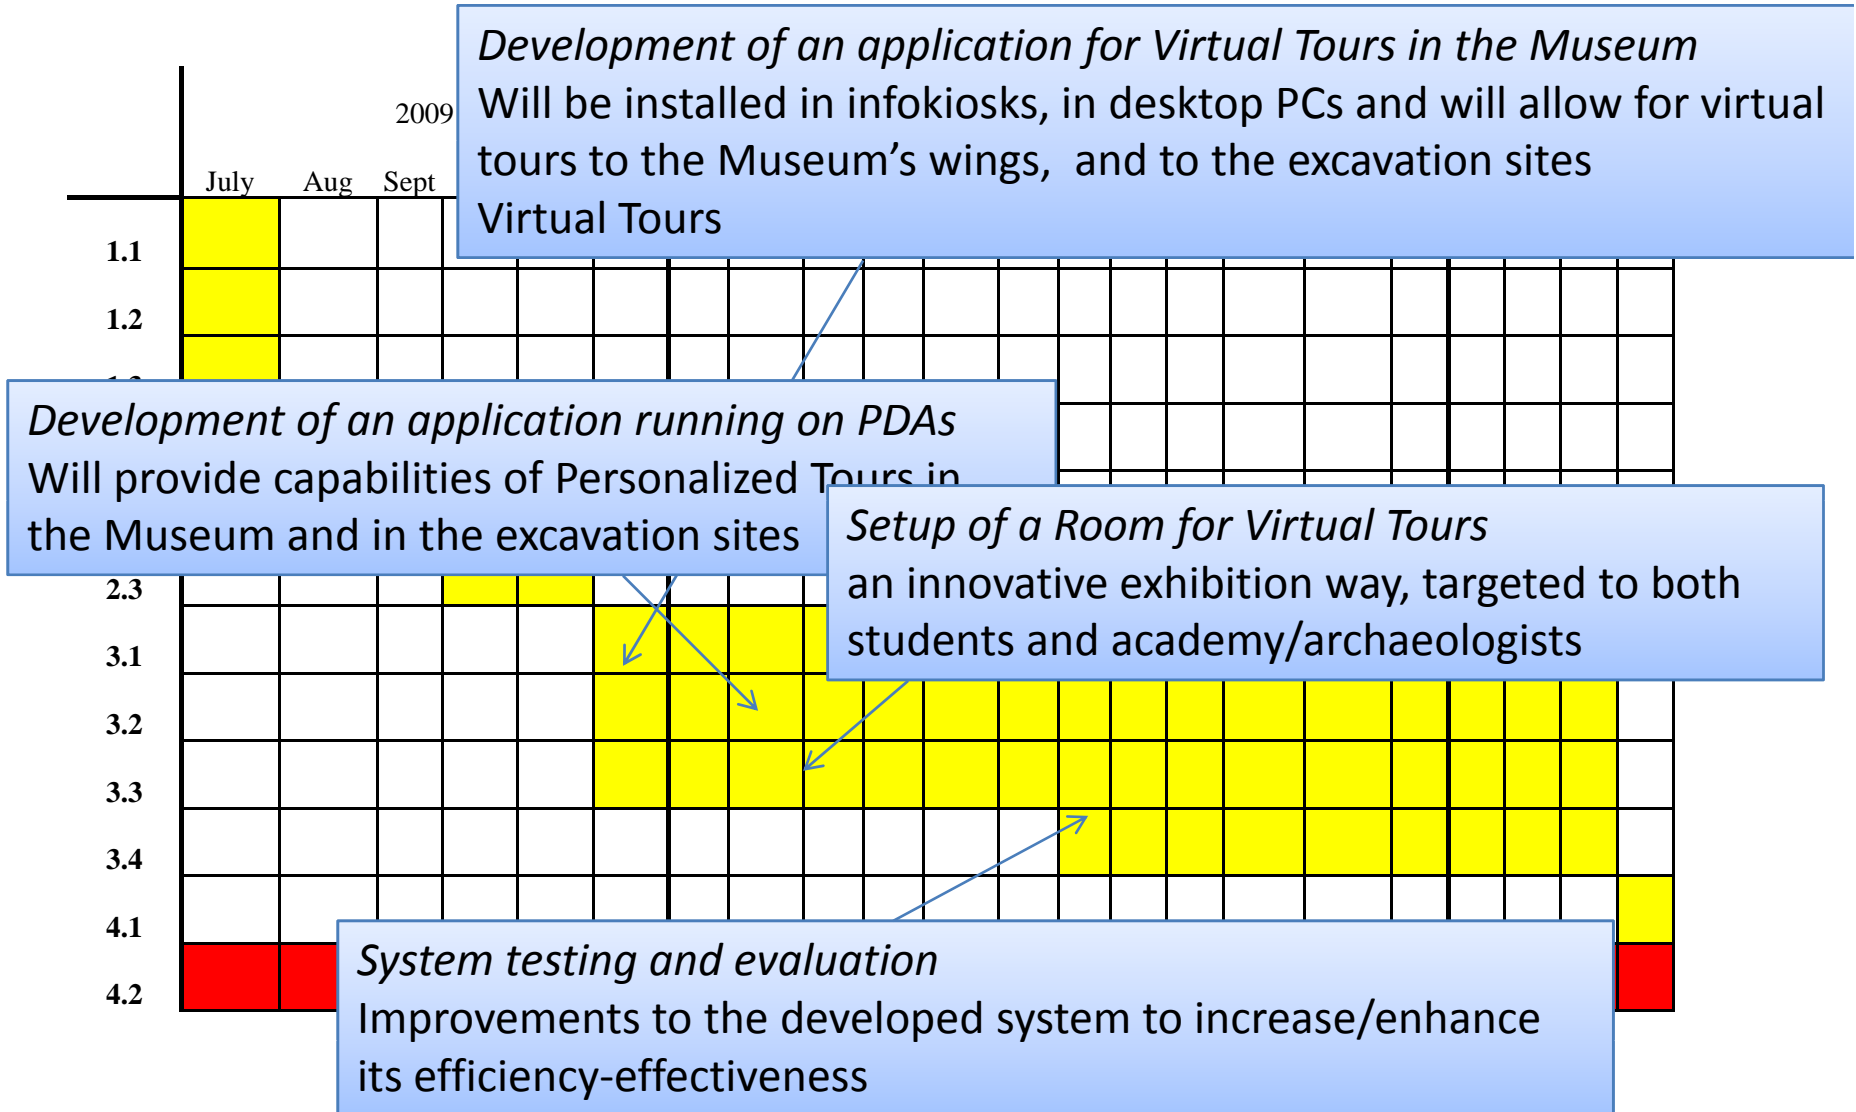 Development of an application for Virtual Tours in the Museum
Will be installed in infokiosks, in desktop PCs and will allow for virtual
tours to the Museum’s wings, and to the excavation sites
Virtual Tours
2009
July Aug Sept
1.1
1.2
Development of an application running on PDAs
Will provide capabilities of Personalized Tours in
the Museum and in the excavation sites
Setup of a Room for Virtual Tours
an innovative exhibition way, targeted to both
students and academy/archaeologists
2.3
3.1
3.2
3.3
3.4
4.1
4.2
System testing and evaluation
Improvements to the developed system to increase/enhance
its efficiency-effectiveness